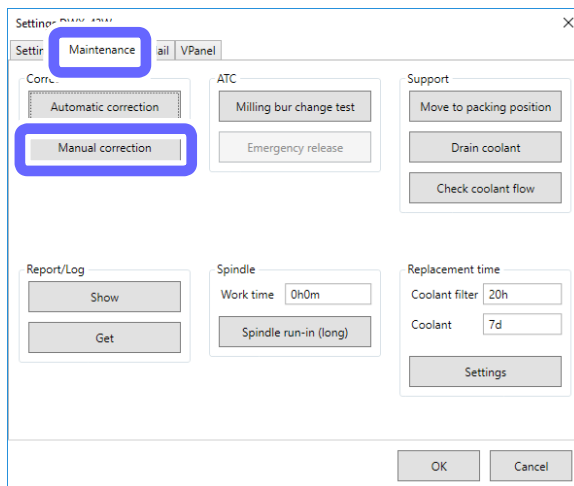 Settings DWX-42W
Maintenance ail VPanel
ATC Support
Automatic correction Milling bur change test Move to packing position
Manual correction Emergency release Drain coolant
Check coolant flow
Report/Log Spindle Replacement time
Show Work time 0h0m Coolant filter 20h
Get Spindle run-in (long) Coolant 7d
Settings
OK Cancel